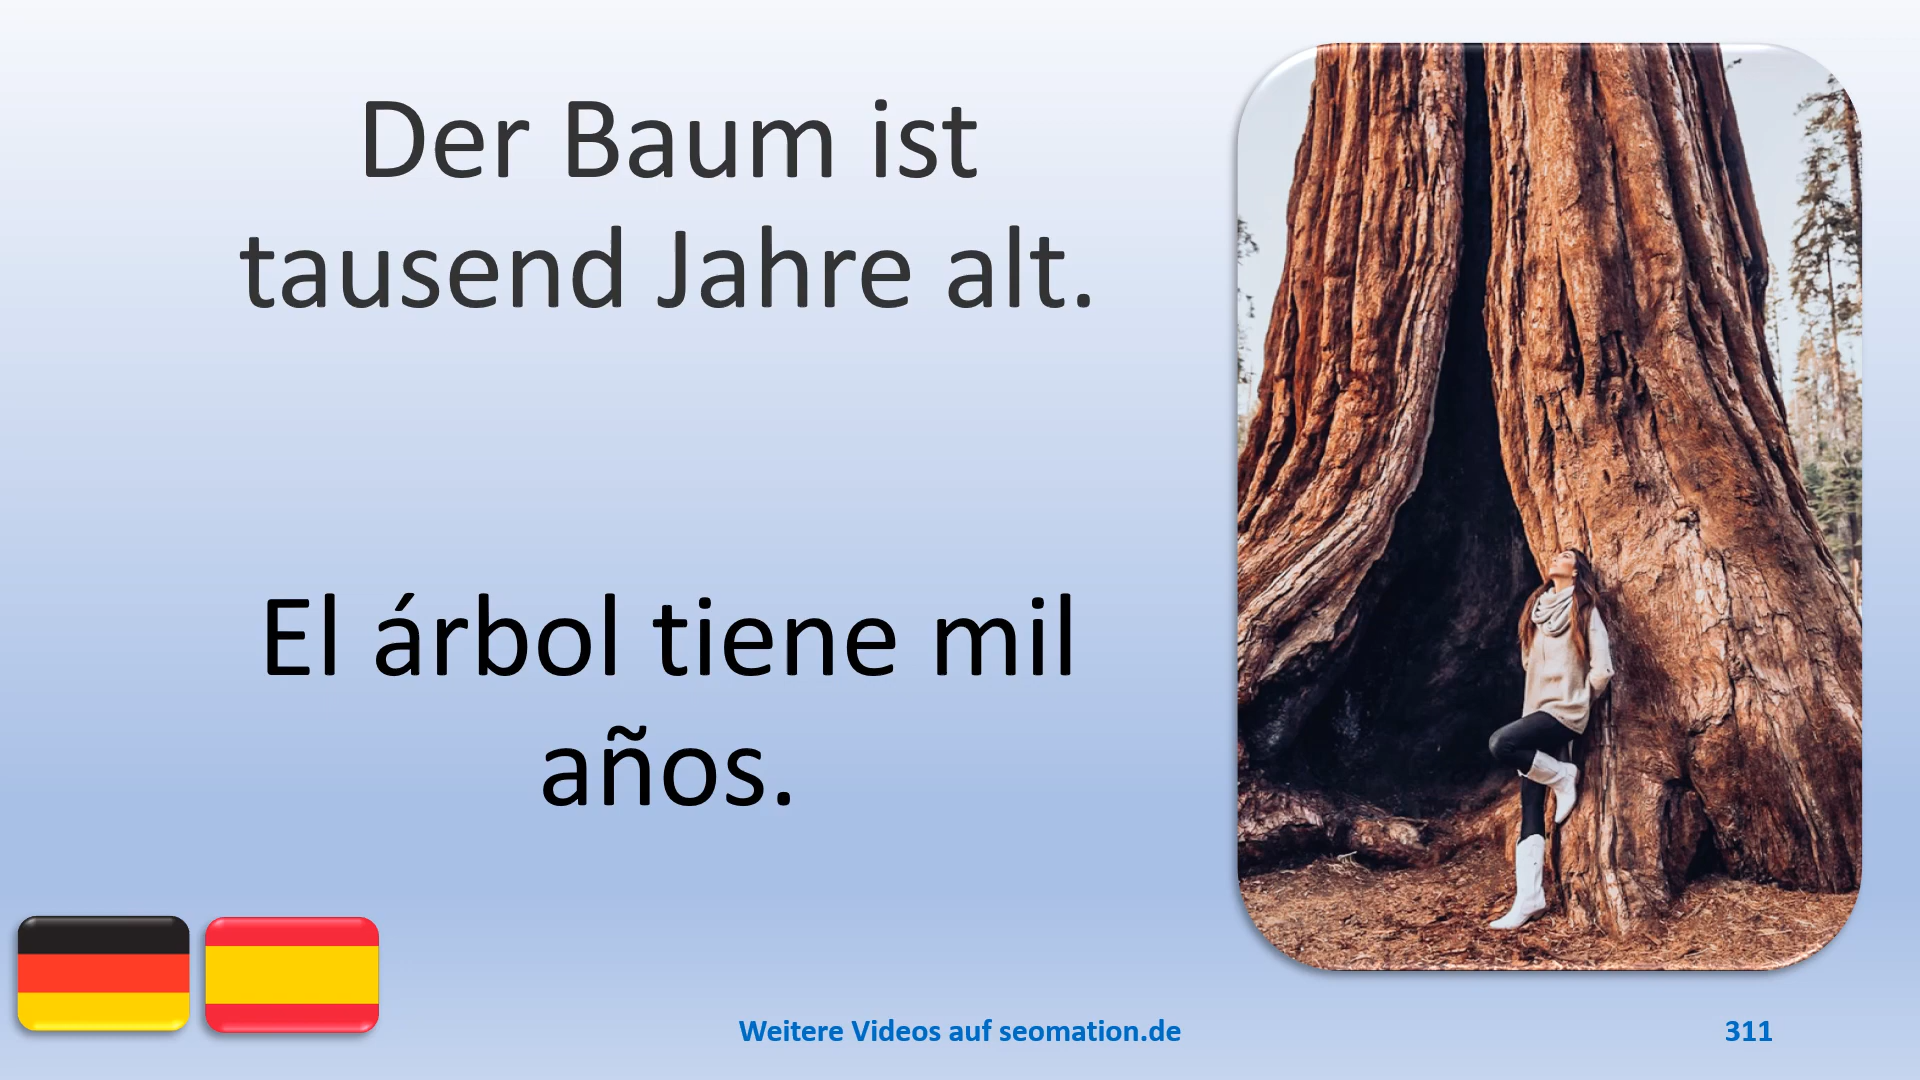 Der Baum ist
tausend Jahre alt.
El árbol tiene mil
años.
Weitere Videos auf seomation.de
311